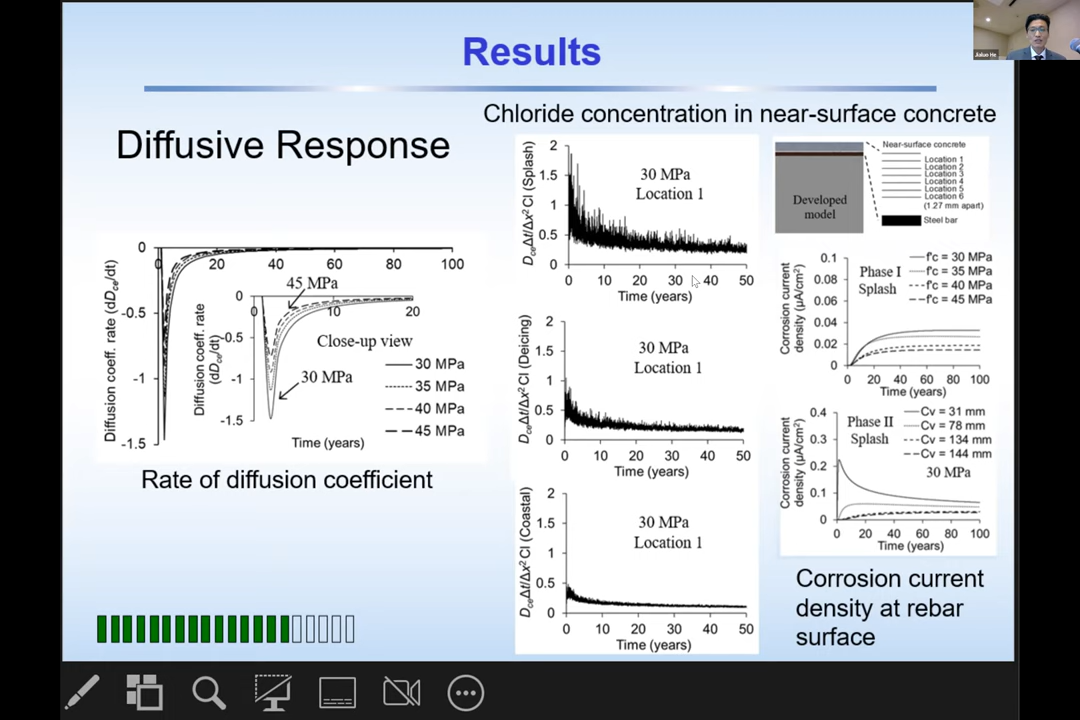 Results
Jialuo He
Diffusive Response
0
0 20 40 60 80 100
-0.5
-1
-1.5
Diffusion coeff. rate (dDce/dt)
45 MPa
0
0 10 20
-0.5
-1
-1.5
Diffusion coeff. rate
(dDce/dt)
Close-up view
30 MPa
Time (years)
30 MPa
35 MPa
40 MPa
45 MPa
Rate of diffusion coefficient
Chloride concentration in near-surface concrete
DceΔt/Δx²Cl (Splash)
2
1.5
1
0.5
0
30 MPa
Location 1
0 10 20 30 40 50
Time (years)
DceΔt/Δx²Cl (Deicing)
2
1.5
1
0.5
0
30 MPa
Location 1
0 10 20 30 40 50
Time (years)
DceΔt/Δx²Cl (Coastal)
2
1.5
1
0.5
0
30 MPa
Location 1
0 10 20 30 40 50
Time (years)
Developed
model
Near-surface concrete
Location 1
Location 2
Location 3
Location 4
Location 5
Location 6
(1.27 mm apart)
Steel bar
Corrosion current
density (μA/cm²)
0.1
0.08
0.06
0.04
0.02
0
Phase I
Splash
f'c = 30 MPa
f'c = 35 MPa
f'c = 40 MPa
f'c = 45 MPa
0 20 40 60 80 100
Time (years)
Corrosion current
density (μA/cm²)
0.4
0.3
0.2
0.1
0
Phase II
Splash
Cv = 31 mm
Cv = 78 mm
Cv = 134 mm
Cv = 144 mm
30 MPa
0 20 40 60 80 100
Time (years)
Corrosion current
density at rebar
surface